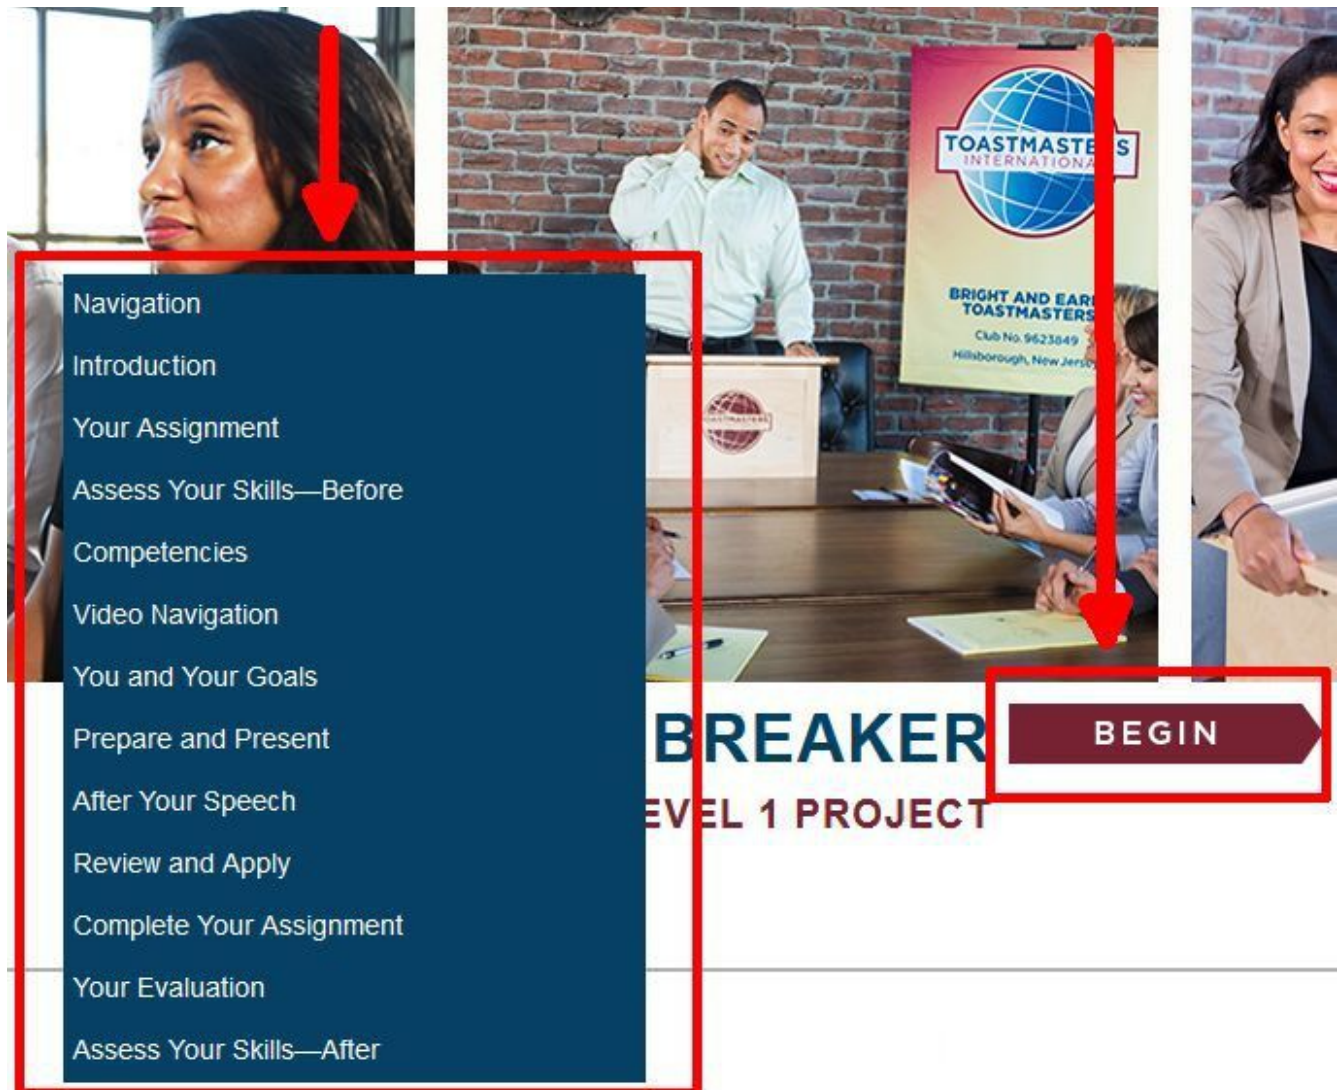 TOASTMASTE S
INTERNATIONA
BRIGHT AND EAR
TOASTMASTERS
Club No. 9623849
Hillsborough, New Jerse
TOASTMASTERS
Navigation
Introduction
Your Assignment
Assess Your Skills—Before
Competencies
Video Navigation
You and Your Goals
Prepare and Present
After Your Speech
Review and Apply
Complete Your Assignment
Your Evaluation
Assess Your Skills—After
BREAKER
EVEL 1 PROJECT
BEGIN